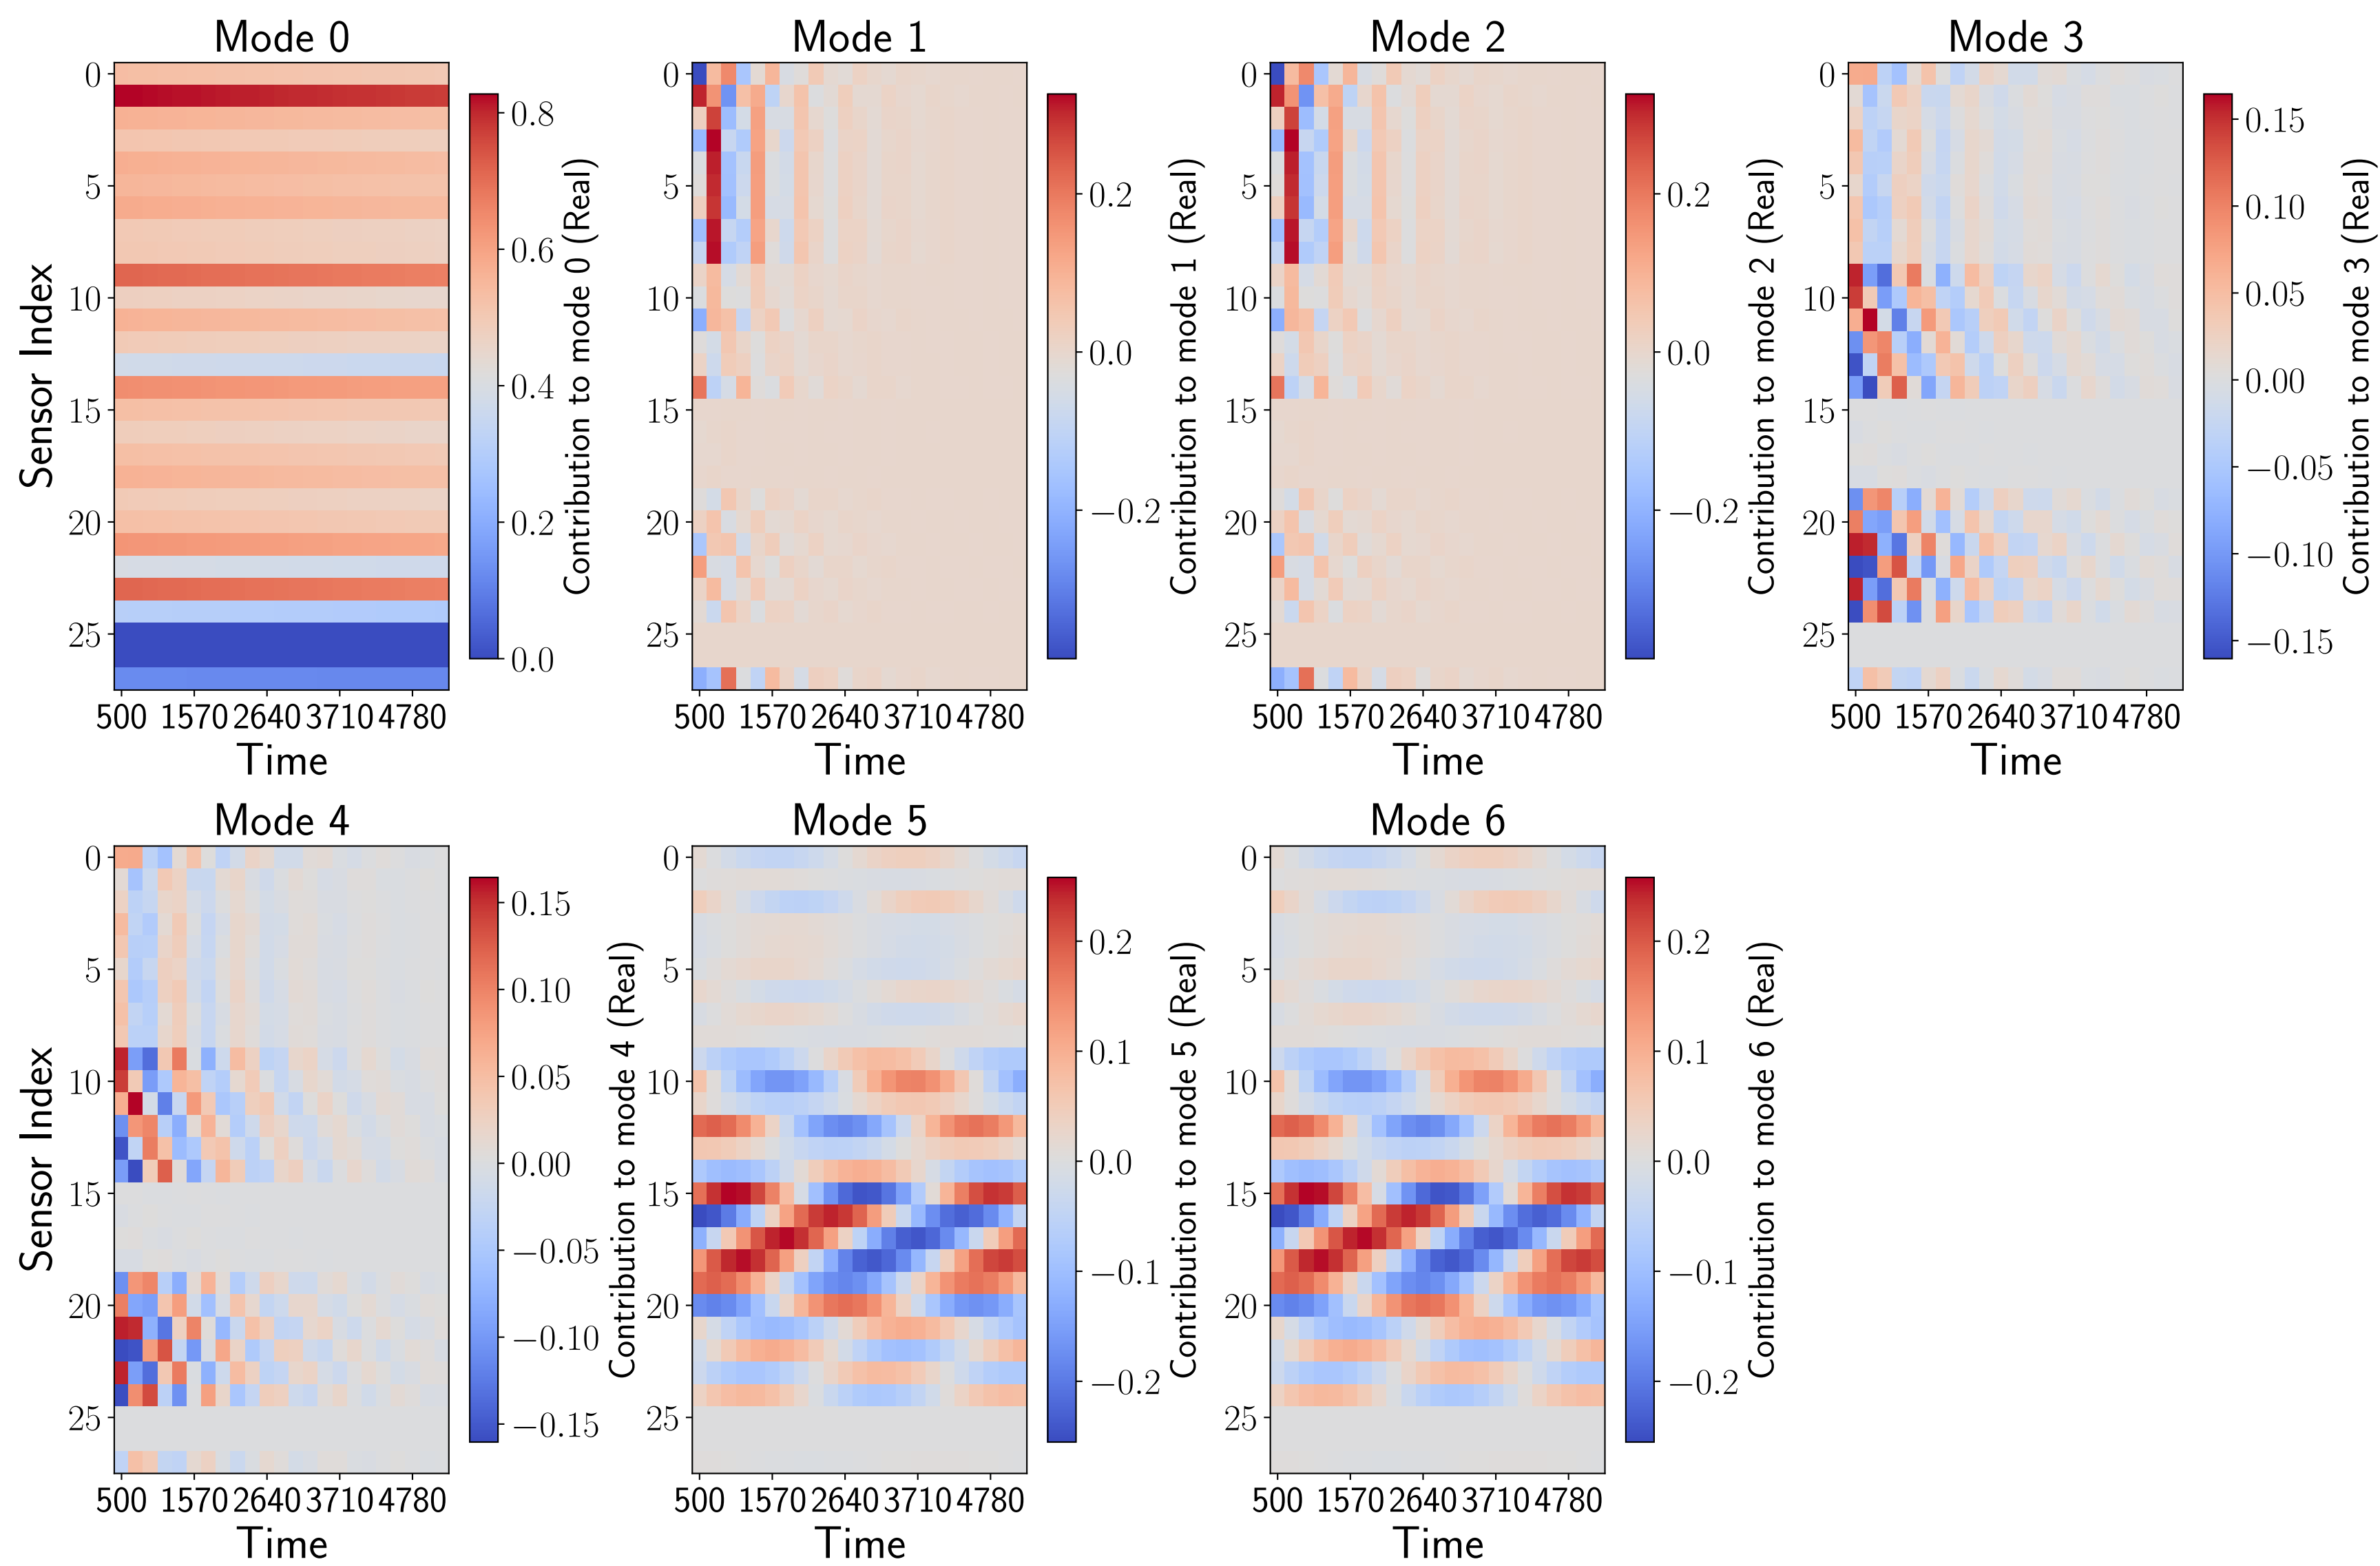 Mode 0
Mode 1
Mode 2
Mode 3
Sensor Index
0
5
10
15
20
25
500 1570 2640 3710 4780
Time
0.8
0.6
0.4
0.2
0.0
Contribution to mode 0 (Real)
0
5
10
15
20
25
500 1570 2640 3710 4780
Time
0.2
0.0
−0.2
Contribution to mode 1 (Real)
0
5
10
15
20
25
500 1570 2640 3710 4780
Time
0.2
0.0
−0.2
Contribution to mode 2 (Real)
0
5
10
15
20
25
500 1570 2640 3710 4780
Time
0.15
0.10
0.05
0.00
−0.05
−0.10
−0.15
Contribution to mode 3 (Real)
Mode 4
Mode 5
Mode 6
Sensor Index
0
5
10
15
20
25
500 1570 2640 3710 4780
Time
0.15
0.10
0.05
0.00
−0.05
−0.10
−0.15
Contribution to mode 4 (Real)
0
5
10
15
20
25
500 1570 2640 3710 4780
Time
0.2
0.1
0.0
−0.1
−0.2
Contribution to mode 5 (Real)
0
5
10
15
20
25
500 1570 2640 3710 4780
Time
0.2
0.1
0.0
−0.1
−0.2
Contribution to mode 6 (Real)